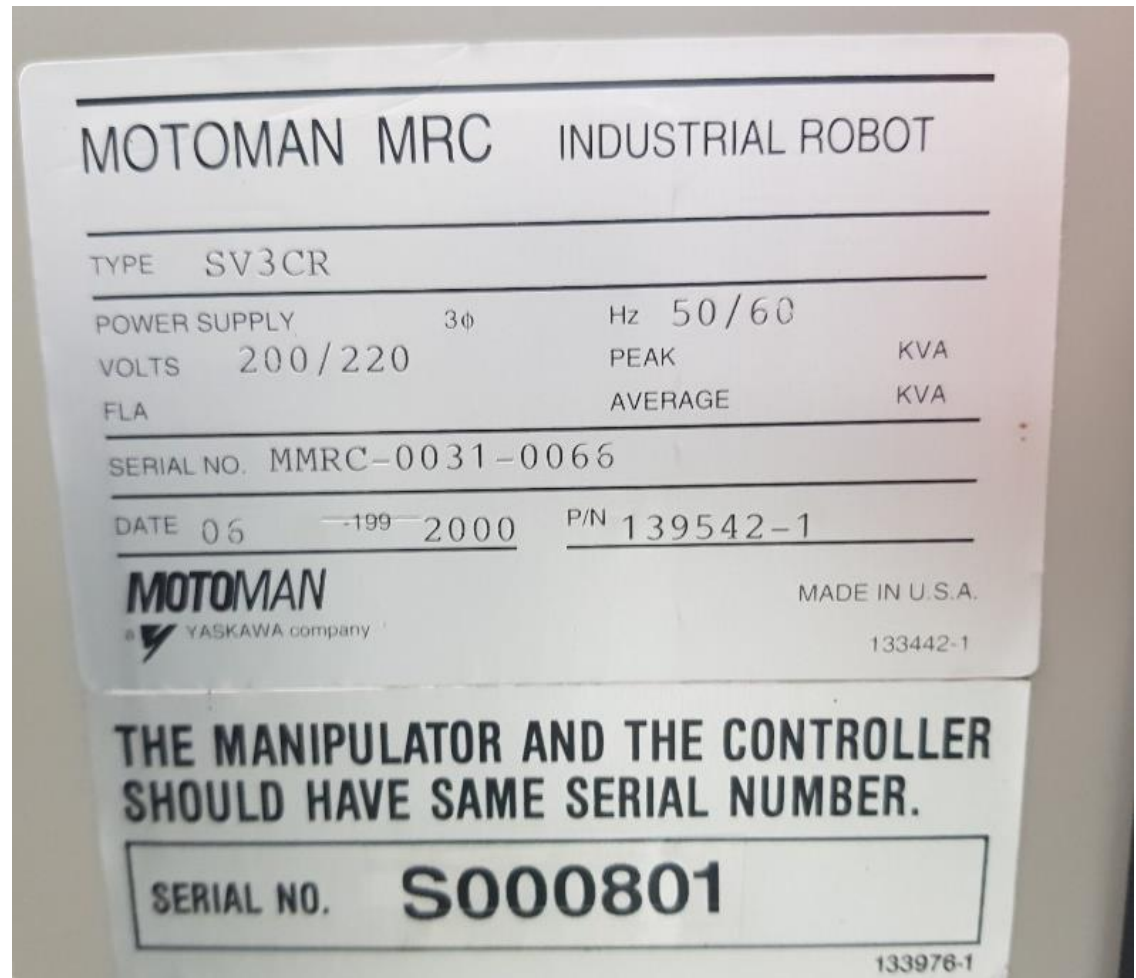 MOTOMAN MRC INDUSTRIAL ROBOT
TYPE SV3CR
POWER SUPPLY 3ϕ Hz 50/60
VOLTS 200/220 PEAK KVA
FLA AVERAGE KVA
SERIAL NO. MMRC-0031-0066
DATE 06 -199 2000 P/N 139542-1
MOTOMAN
a YASKAWA company
MADE IN U.S.A.
133442-1
THE MANIPULATOR AND THE CONTROLLER
SHOULD HAVE SAME SERIAL NUMBER.
SERIAL NO. S000801
133976-1